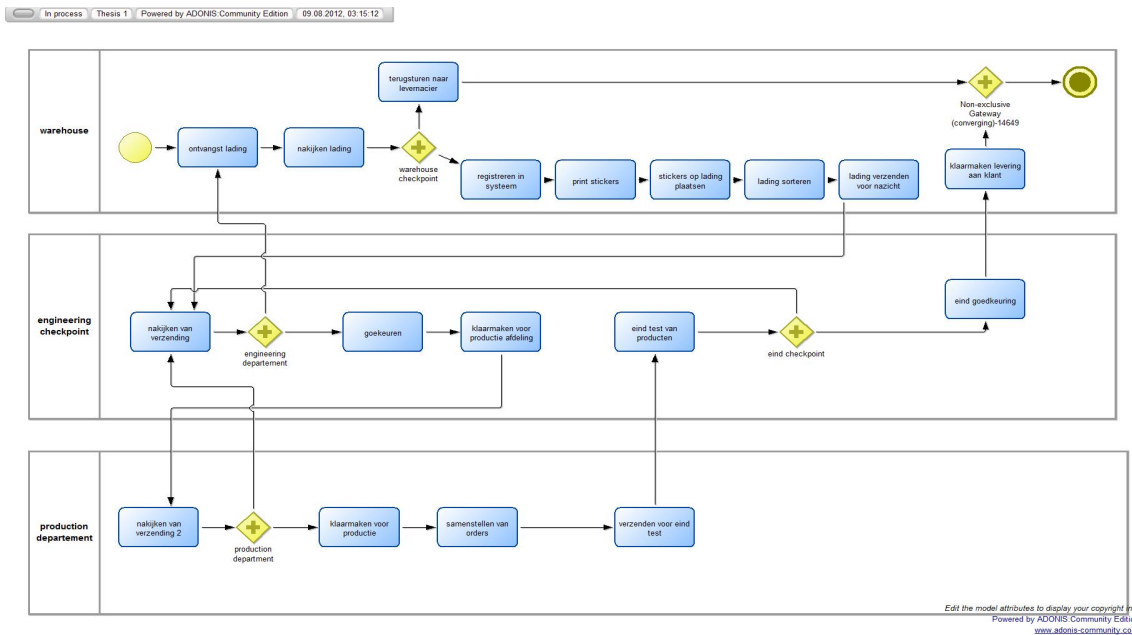 In process Thesis 1 Powered by ADONIS:Community Edition 09.08.2012, 03:15:12
warehouse
terugsturen naar
levernacier
Non-exclusive
Gateway
(converging)-14649
ontvangst lading
nakijken lading
warehouse
checkpoint
registreren in
systeem
print stickers
stickers op lading
plaatsen
lading sorteren
lading verzenden
voor nazicht
klaarmaken levering
aan klant
engineering
checkpoint
nakijken van
verzending
engineering
departement
goekeuren
klaarmaken voor
productie afdeling
eind test van
producten
eind checkpoint
eind goedkeuring
production
departement
nakijken van
verzending 2
production
department
klaarmaken voor
productie
samenstellen van
orders
verzenden voor eind
test
Edit the model attributes to display your copyright in
Powered by ADONIS:Community Editio
www.adonis-community.co